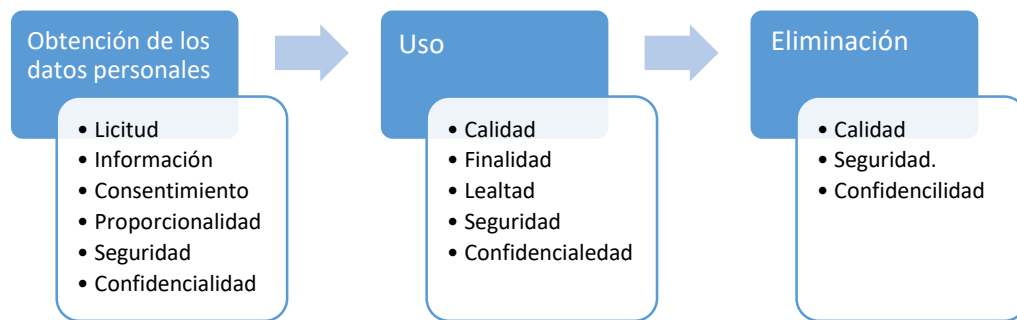 Obtención de los
datos personales
• Licitud
• Información
• Consentimiento
• Proporcionalidad
• Seguridad
• Confidencialidad
Uso
• Calidad
• Finalidad
• Lealtad
• Seguridad
• Confidencialedad
Eliminación
• Calidad
• Seguridad.
• Confidencilidad